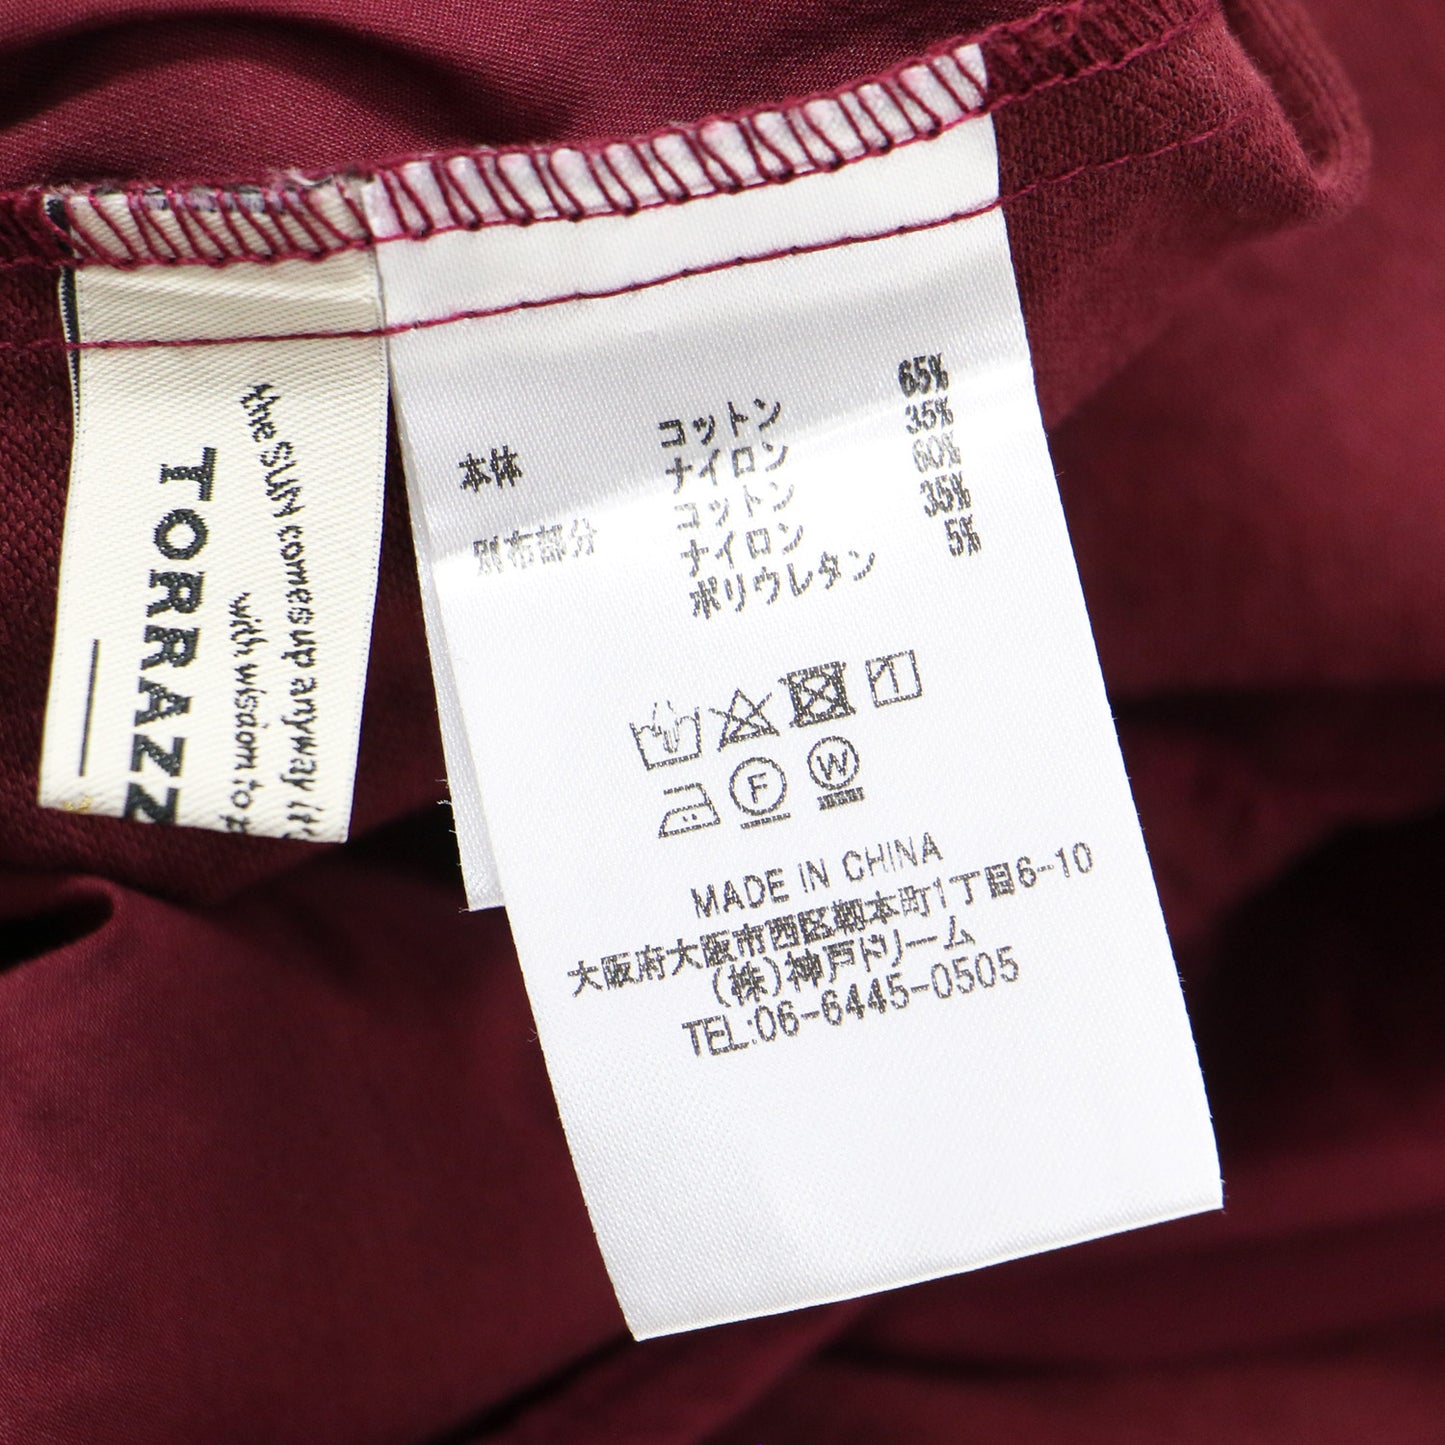 the SUN comes up anyway
with wisdom to
TORRAZZ
65%
コットン 35%
本体 ナイロン 60%
コットン 35%
別布部分 ナイロン 5%
ポリウレタン
F W
MADE IN CHINA
大阪府大阪市西区靱本町1丁目6-10
(株)神戸ドリーム
TEL:06-6445-0505